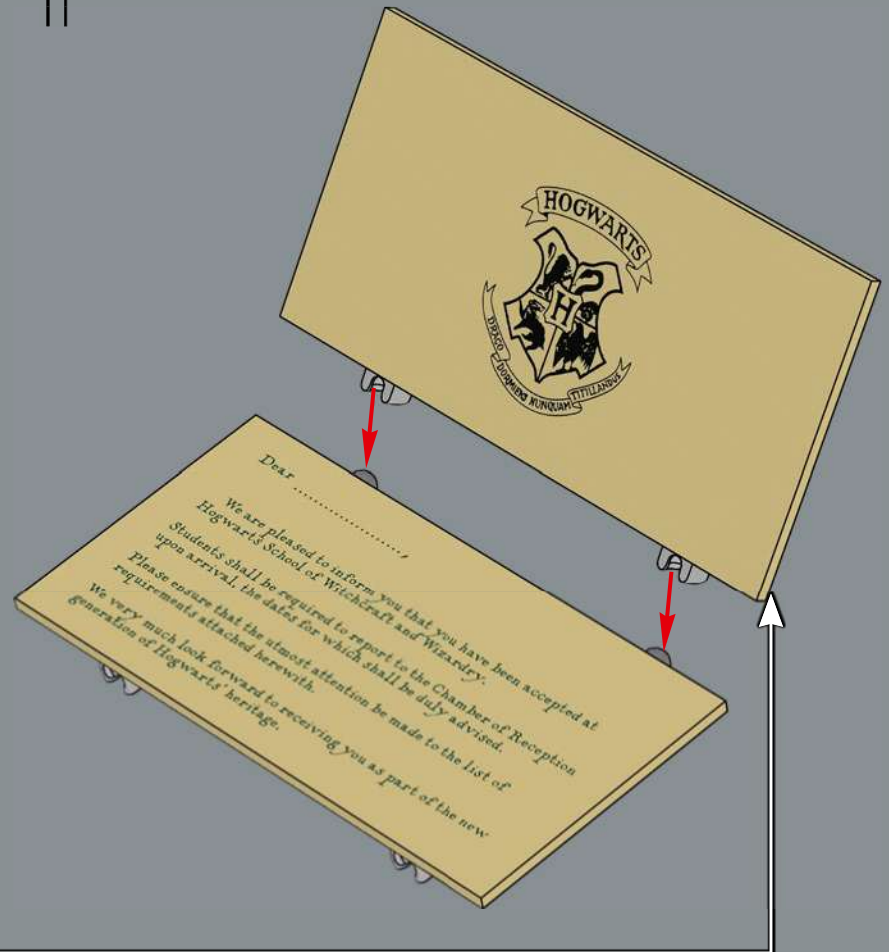 HOGWARTS
H
DRACO
DORMIENS NUNQUAM
TITILLANDUS
Dear ....................,
We are pleased to inform you that you have been accepted at
Hogwarts School of Witchcraft and Wizardry.
Students shall be required to report to the Chamber of Reception
upon arrival, the dates for which shall be duly advised.
Please ensure that the utmost attention be made to the list of
requirements attached herewith.
We very much look forward to receiving you as part of the new
generation of Hogwarts' heritage.